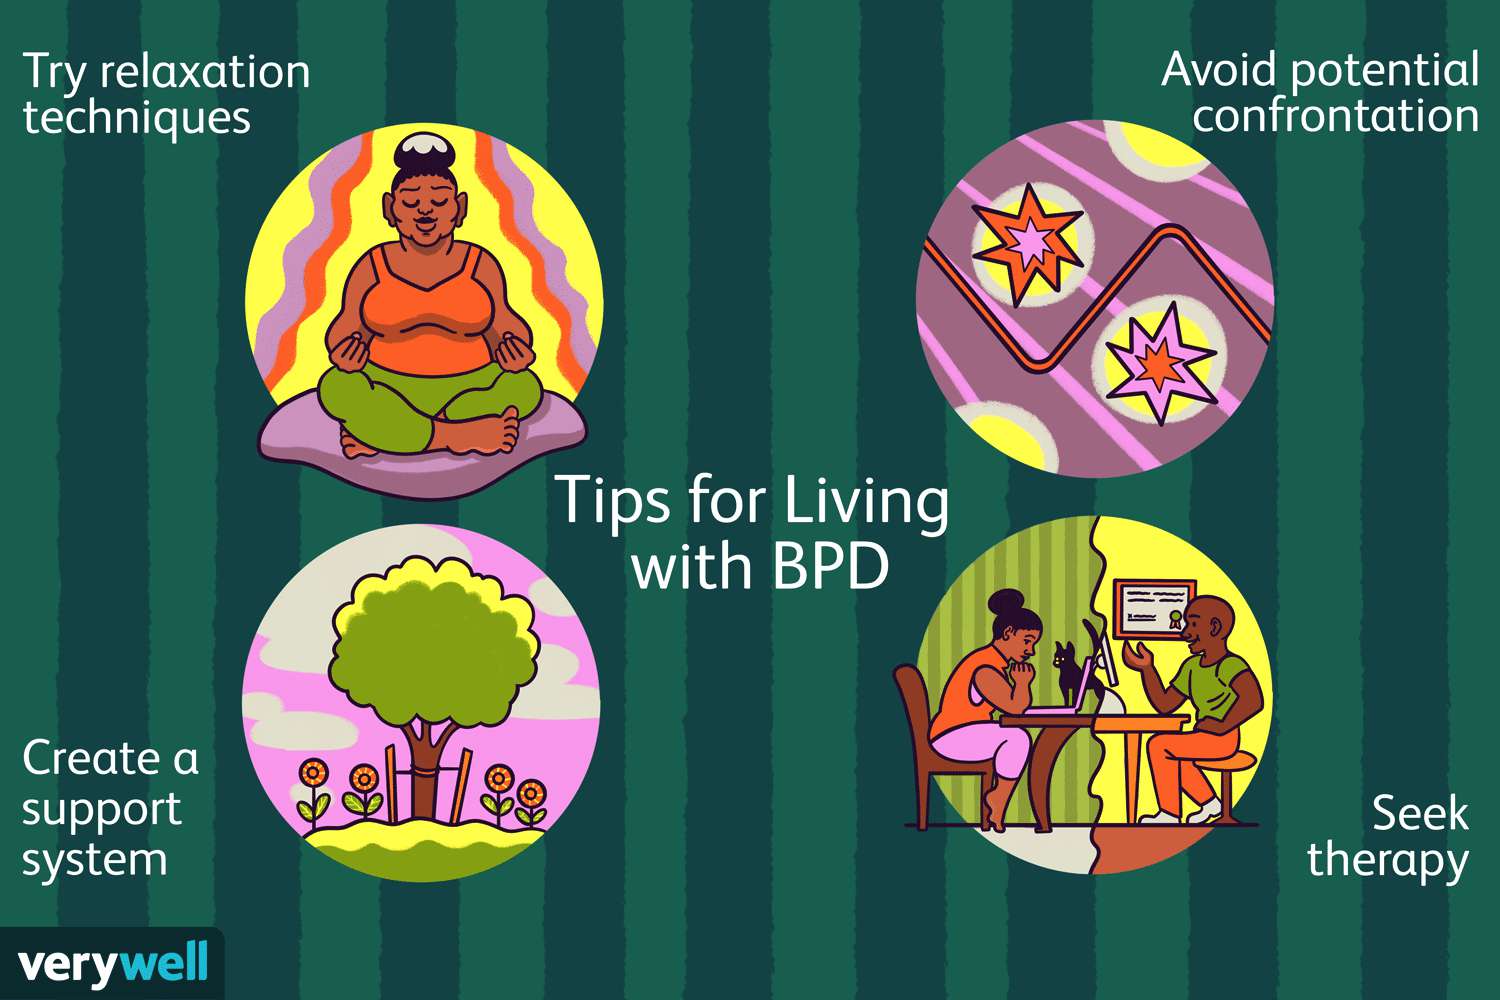 Try relaxation
techniques
Avoid potential
confrontation
Tips for Living
with BPD
Create a
support
system
Seek
therapy
verywell